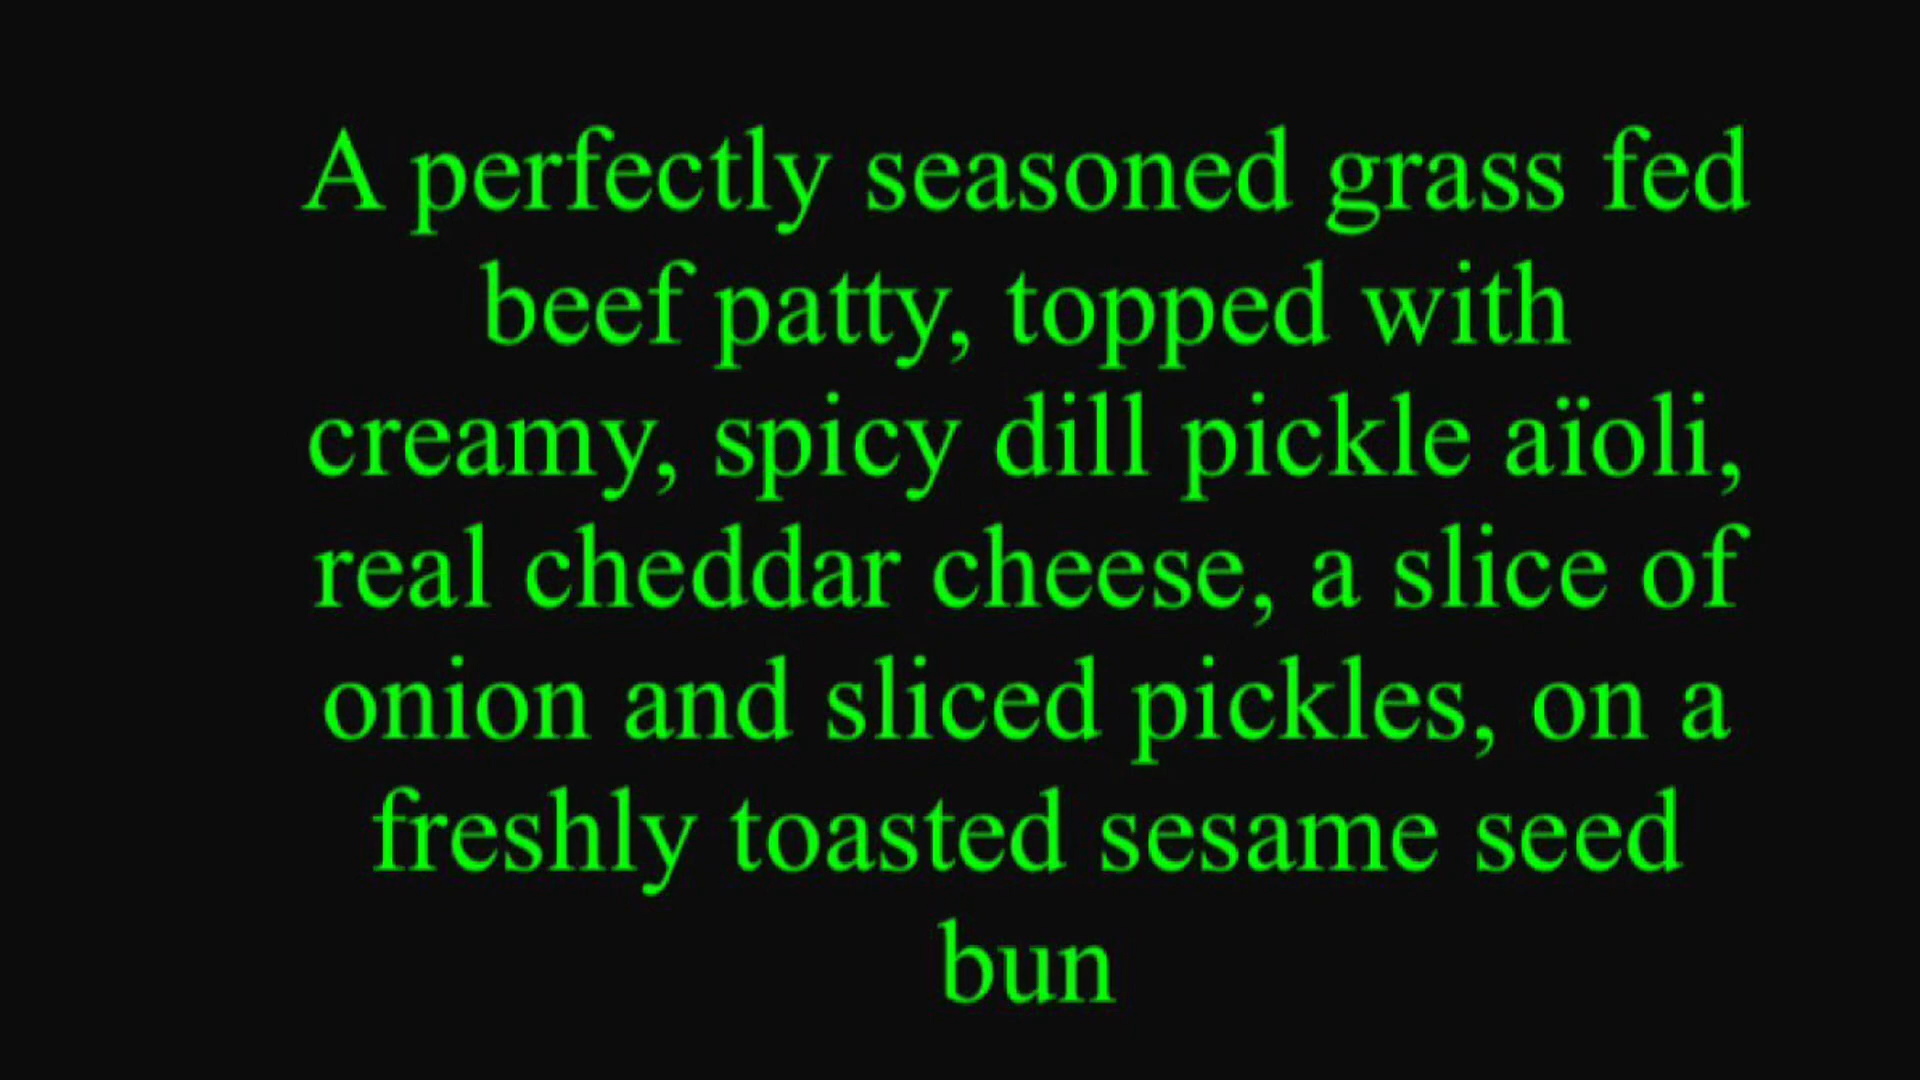 A perfectly seasoned grass fed
beef patty, topped with
creamy, spicy dill pickle aïoli,
real cheddar cheese, a slice of
onion and sliced pickles, on a
freshly toasted sesame seed
bun